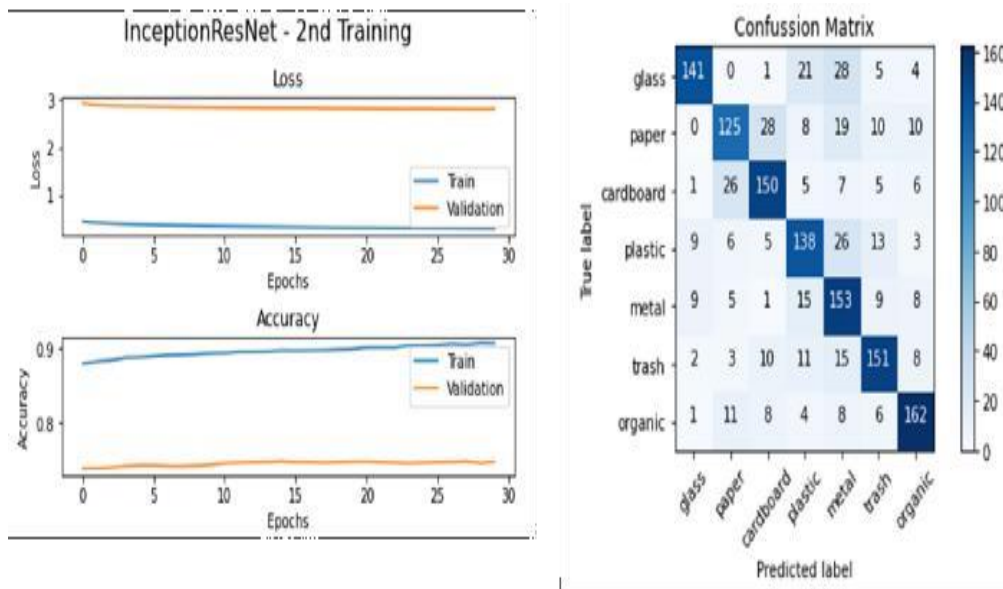 InceptionResNet - 2nd Training
Loss
3
2
1
Loss
Train
Validation
0 5 10 15 20 25 30
Epochs
Accuracy
0.9
0.8
Accuracy
Train
Validation
0 5 10 15 20 25 30
Epochs
Confussion Matrix
True label
glass 141 0 1 21 28 5 4
paper 0 125 28 8 19 10 10
cardboard 1 26 150 5 7 5 6
plastic 9 6 5 138 26 13 3
metal 9 5 1 15 153 9 8
trash 2 3 10 11 15 151 8
organic 1 11 8 4 8 6 162
glass paper cardboard plastic metal trash organic
Predicted label
160
140
120
100
80
60
40
20
0